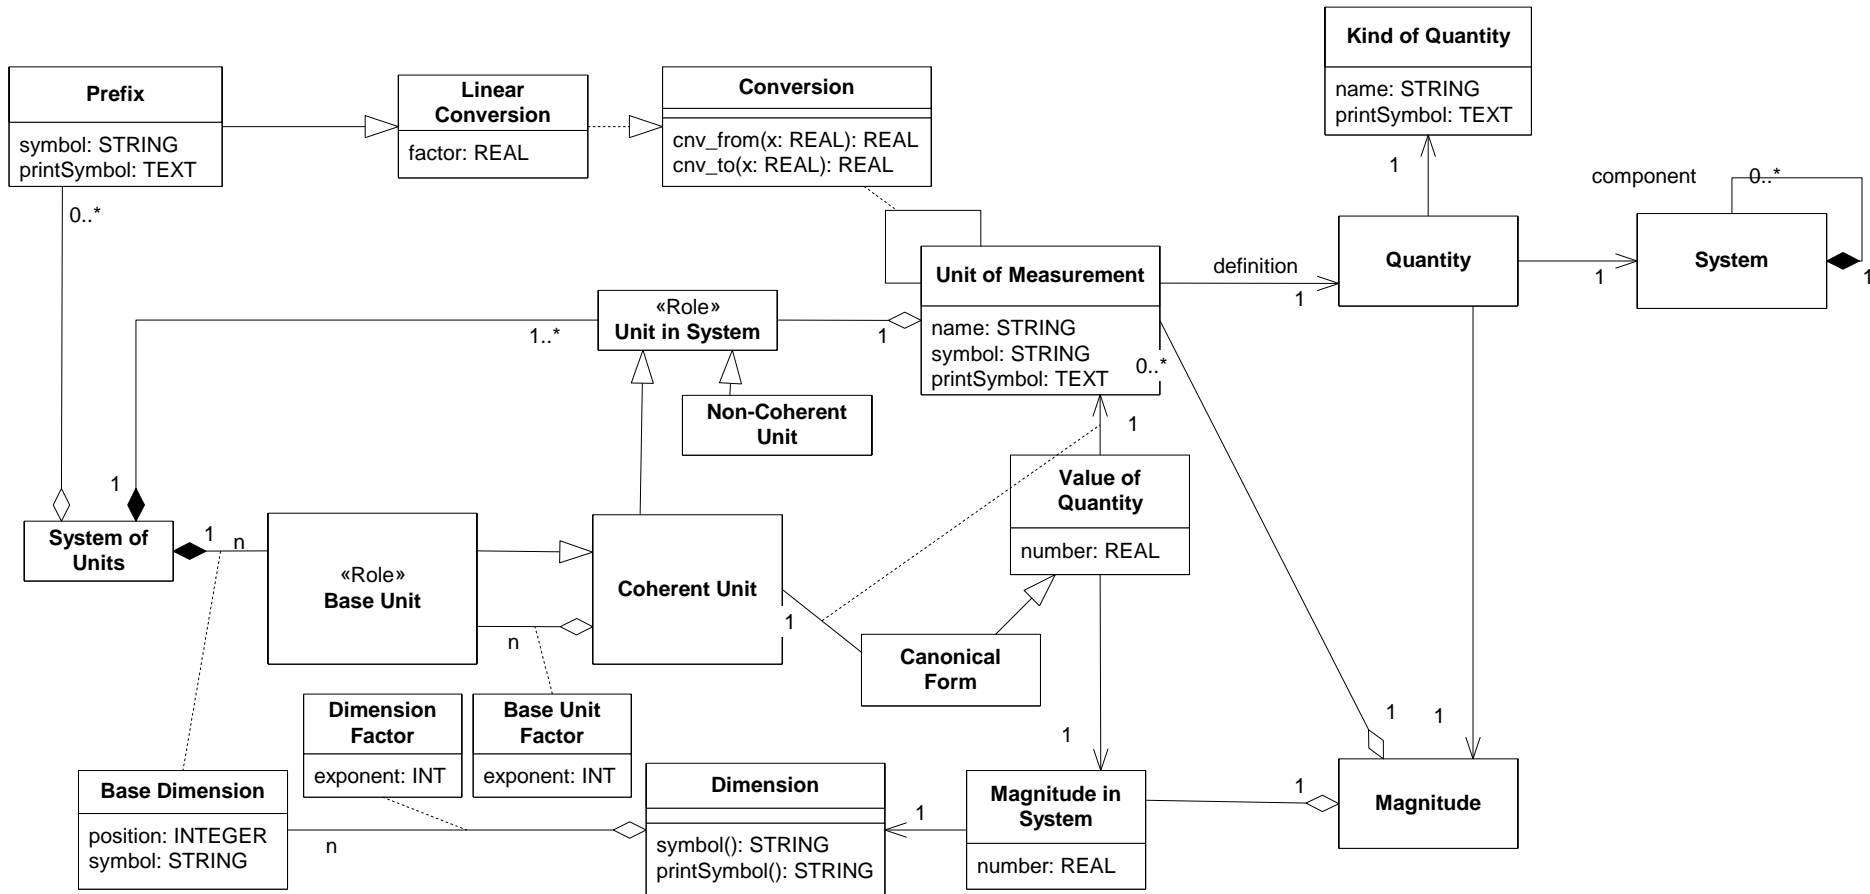 Kind of Quantity
name: STRING
printSymbol: TEXT
1
Prefix
symbol: STRING
printSymbol: TEXT
0..*
Linear
Conversion
factor: REAL
Conversion
cnv_from(x: REAL): REAL
cnv_to(x: REAL): REAL
component
0..*
Quantity
1
System
1
Unit of Measurement
name: STRING
symbol: STRING
printSymbol: TEXT
0..*
definition
1
«Role»
Unit in System
1..*
1
Non-Coherent
Unit
1
Value of
Quantity
number: REAL
1
System of
Units
1
n
«Role»
Base Unit
Coherent Unit
1
n
Canonical
Form
Dimension
Factor
exponent: INT
Base Unit
Factor
exponent: INT
1
1
1
Base Dimension
position: INTEGER
symbol: STRING
n
Dimension
symbol(): STRING
printSymbol(): STRING
1
Magnitude in
System
number: REAL
1
Magnitude